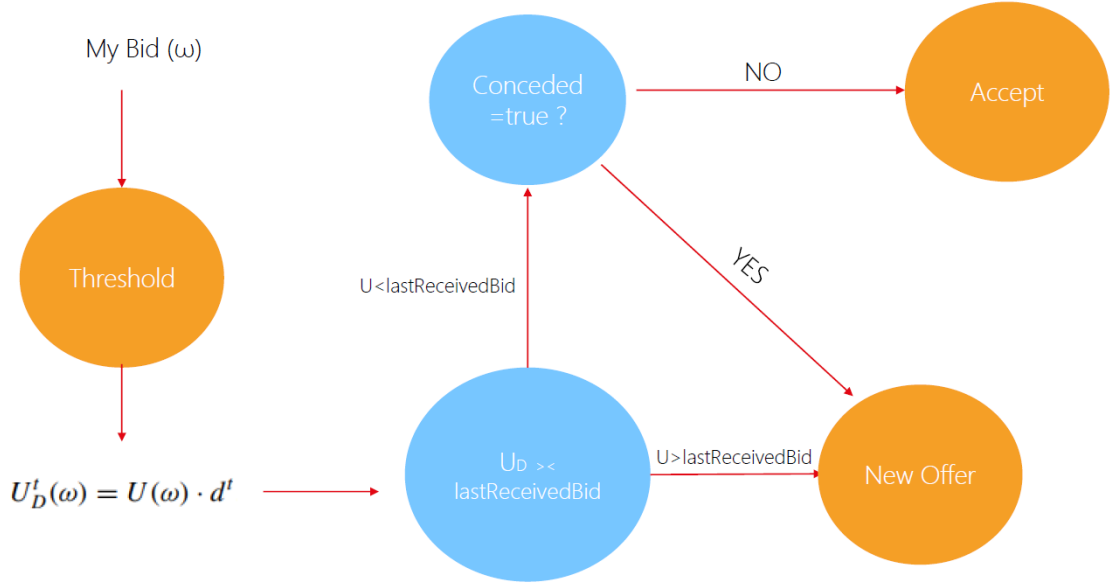 My Bid (ω)
Threshold
U_D^t(ω) = U(ω) · d^t
U_D ><
lastReceivedBid
U<lastReceivedBid
U>lastReceivedBid
Conceded
=true ?
NO
YES
Accept
New Offer